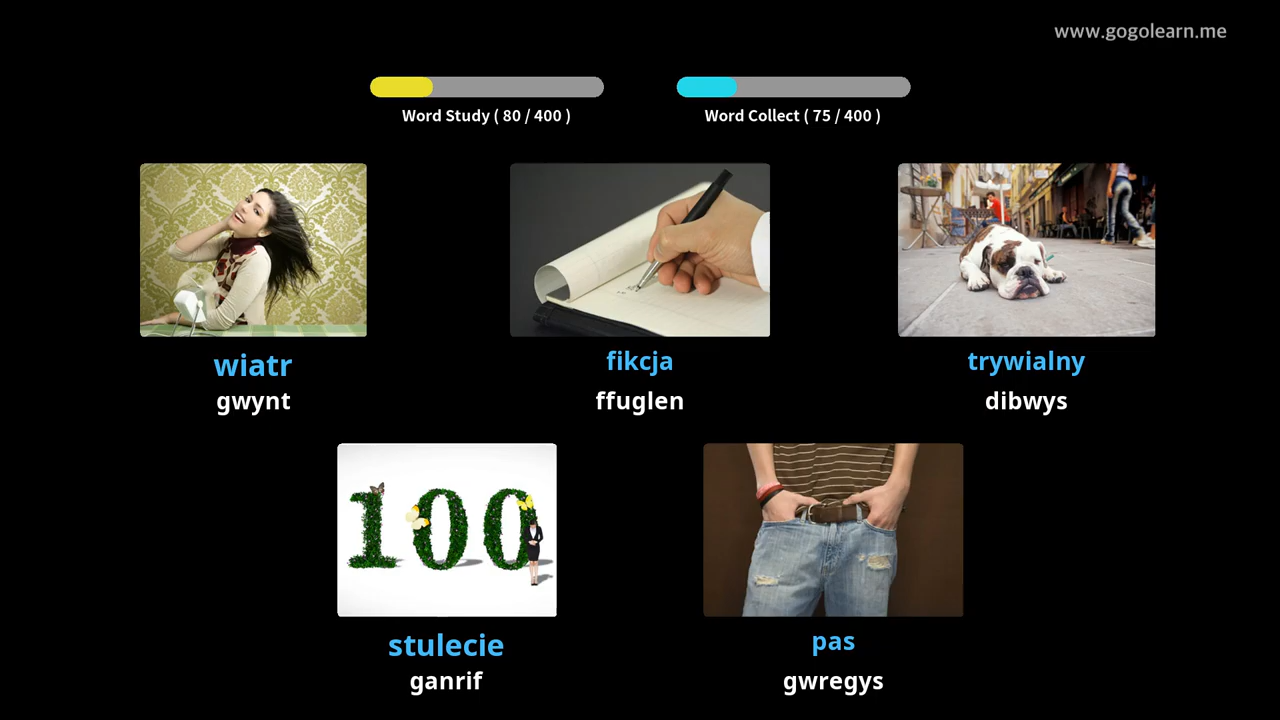 www.gogolearn.me
Word Study ( 80 / 400 )
Word Collect ( 75 / 400 )
wiatr
gwynt
fikcja
ffuglen
trywialny
dibwys
100
stulecie
ganrif
pas
gwregys